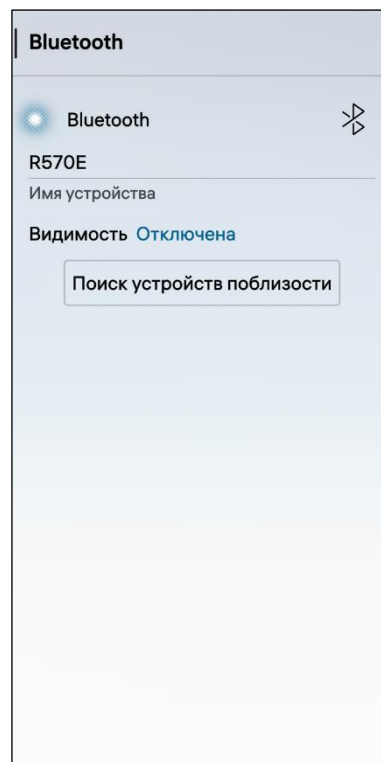 Bluetooth
Bluetooth
R570E
Имя устройства
Видимость Отключена
Поиск устройств поблизости